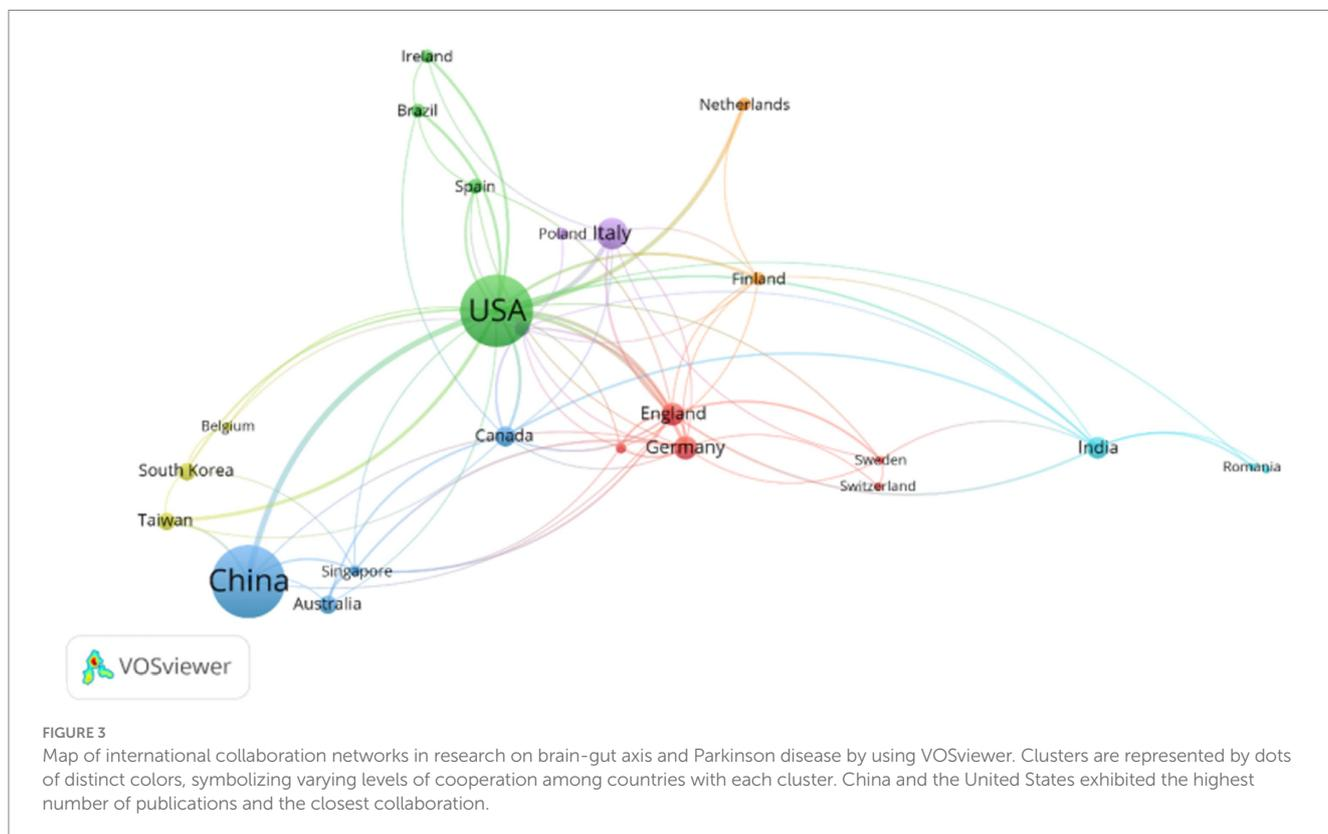 Ireland
Netherlands
Brazil
Spain
Poland
Italy
Finland
USA
England
Belgium
Canada
Germany
India
Sweden
Romania
South Korea
Switzerland
Taiwan
Singapore
China
Australia
VOSviewer
FIGURE 3
Map of international collaboration networks in research on brain-gut axis and Parkinson disease by using VOSviewer. Clusters are represented by dots
of distinct colors, symbolizing varying levels of cooperation among countries with each cluster. China and the United States exhibited the highest
number of publications and the closest collaboration.